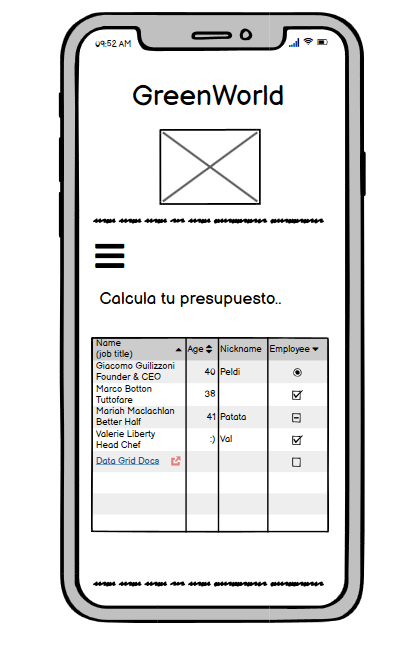 09:52 AM
GreenWorld
Calcula tu presupuesto..
Name
(job title)
Age
Nickname
Employee
Giacomo Guilizzoni
Founder & CEO
40
Peldi
Marco Botton
Tuttofare
38
Mariah Maclachlan
Better Half
41
Patata
Valerie Liberty
Head Chef
:)
Val
Data Grid Docs